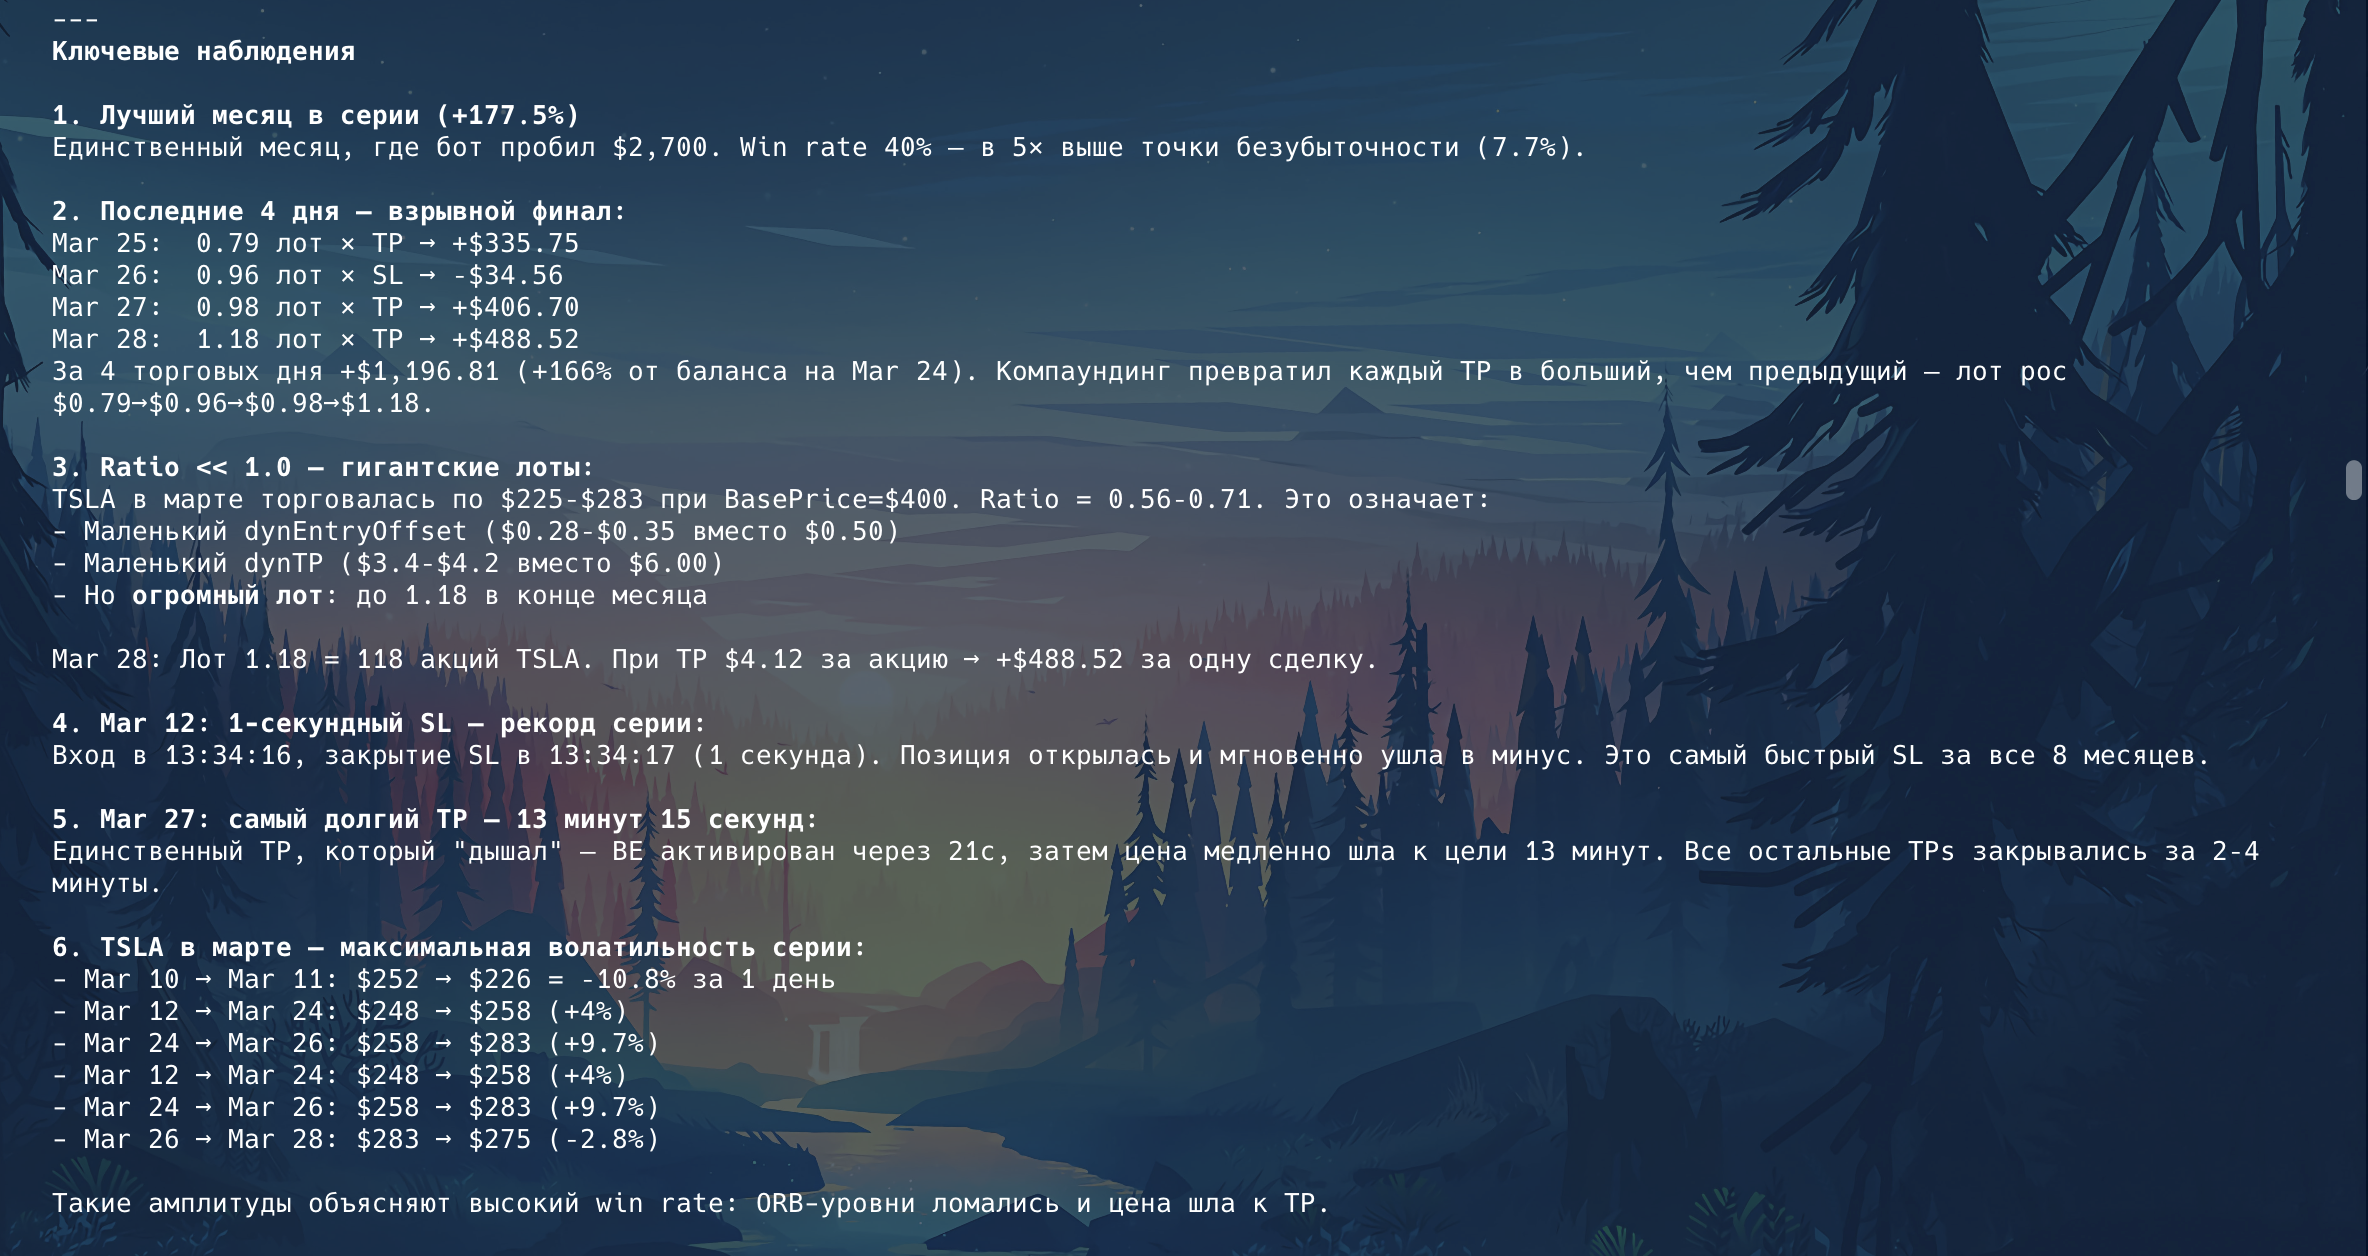 ---
Ключевые наблюдения
1. Лучший месяц в серии (+177.5%)
Единственный месяц, где бот пробил $2,700. Win rate 40% — в 5× выше точки безубыточности (7.7%).
2. Последние 4 дня — взрывной финал:
Mar 25:  0.79 лот × TP → +$335.75
Mar 26:  0.96 лот × SL → -$34.56
Mar 27:  0.98 лот × TP → +$406.70
Mar 28:  1.18 лот × TP → +$488.52
За 4 торговых дня +$1,196.81 (+166% от баланса на Mar 24). Компаундинг превратил каждый TP в больший, чем предыдущий — лот рос
$0.79→$0.96→$0.98→$1.18.
3. Ratio << 1.0 — гигантские лоты:
TSLA в марте торговалась по $225-$283 при BasePrice=$400. Ratio = 0.56-0.71. Это означает:
- Маленький dynEntryOffset ($0.28-$0.35 вместо $0.50)
- Маленький dynTP ($3.4-$4.2 вместо $6.00)
- Но огромный лот: до 1.18 в конце месяца
Mar 28: Лот 1.18 = 118 акций TSLA. При TP $4.12 за акцию → +$488.52 за одну сделку.
4. Mar 12: 1-секундный SL — рекорд серии:
Вход в 13:34:16, закрытие SL в 13:34:17 (1 секунда). Позиция открылась и мгновенно ушла в минус. Это самый быстрый SL за все 8 месяцев.
5. Mar 27: самый долгий TP — 13 минут 15 секунд:
Единственный TP, который "дышал" — BE активирован через 21с, затем цена медленно шла к цели 13 минут. Все остальные TPs закрывались за 2-4
минуты.
6. TSLA в марте — максимальная волатильность серии:
- Mar 10 → Mar 11: $252 → $226 = -10.8% за 1 день
- Mar 12 → Mar 24: $248 → $258 (+4%)
- Mar 24 → Mar 26: $258 → $283 (+9.7%)
- Mar 12 → Mar 24: $248 → $258 (+4%)
- Mar 24 → Mar 26: $258 → $283 (+9.7%)
- Mar 26 → Mar 28: $283 → $275 (-2.8%)
Такие амплитуды объясняют высокий win rate: ORB-уровни ломались и цена шла к TP.